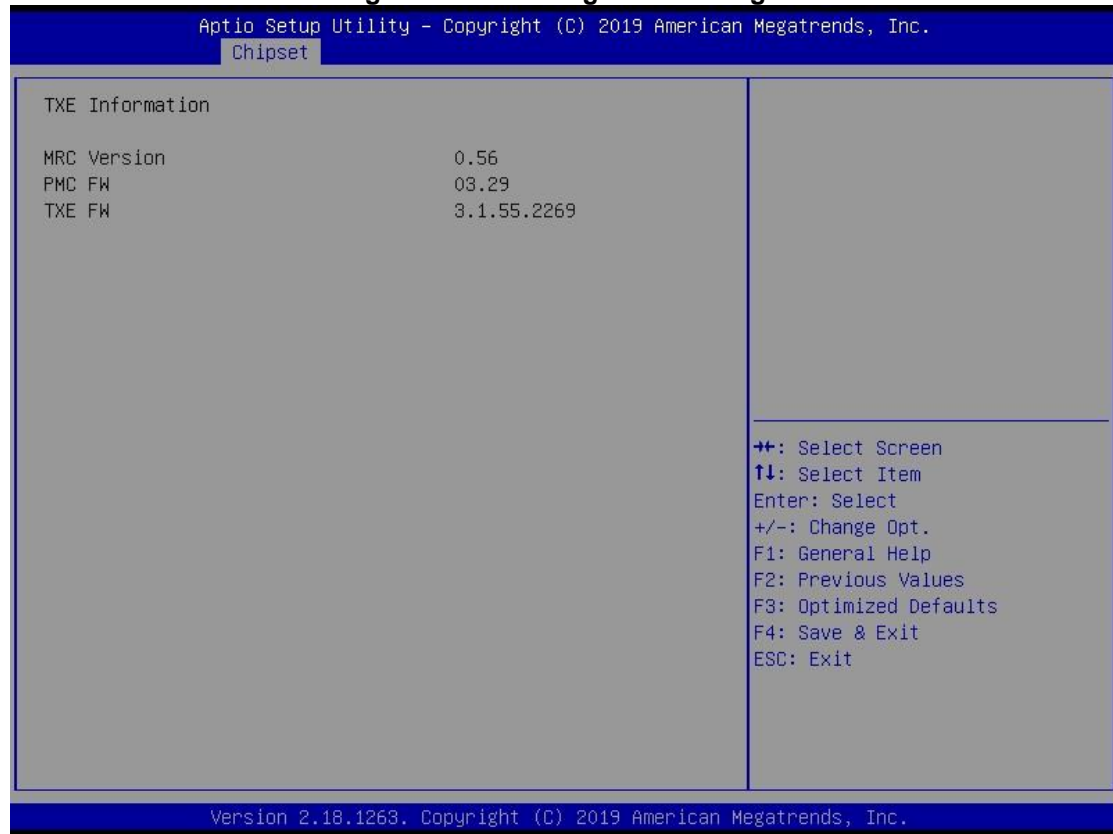 Aptio Setup Utility – Copyright (C) 2019 American Megatrends, Inc.
Chipset
TXE Information
MRC Version 0.56
PMC FW 03.29
TXE FW 3.1.55.2269
→←: Select Screen
↑↓: Select Item
Enter: Select
+/-: Change Opt.
F1: General Help
F2: Previous Values
F3: Optimized Defaults
F4: Save & Exit
ESC: Exit
Version 2.18.1263. Copyright (C) 2019 American Megatrends, Inc.